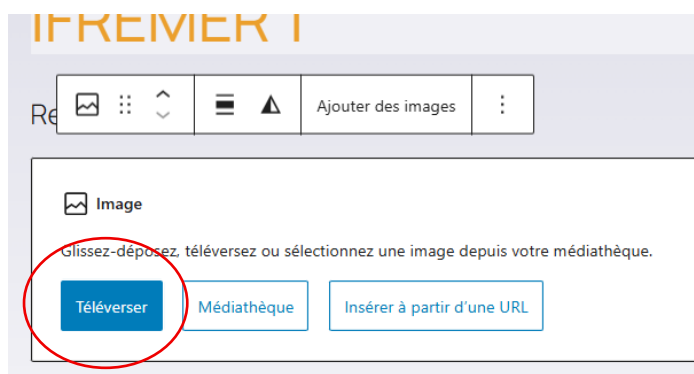 IFREMER 1
Re
Ajouter des images
Image
Glissez-déposez, téléversez ou sélectionnez une image depuis votre médiathèque.
Téléverser
Médiathèque
Insérer à partir d’une URL